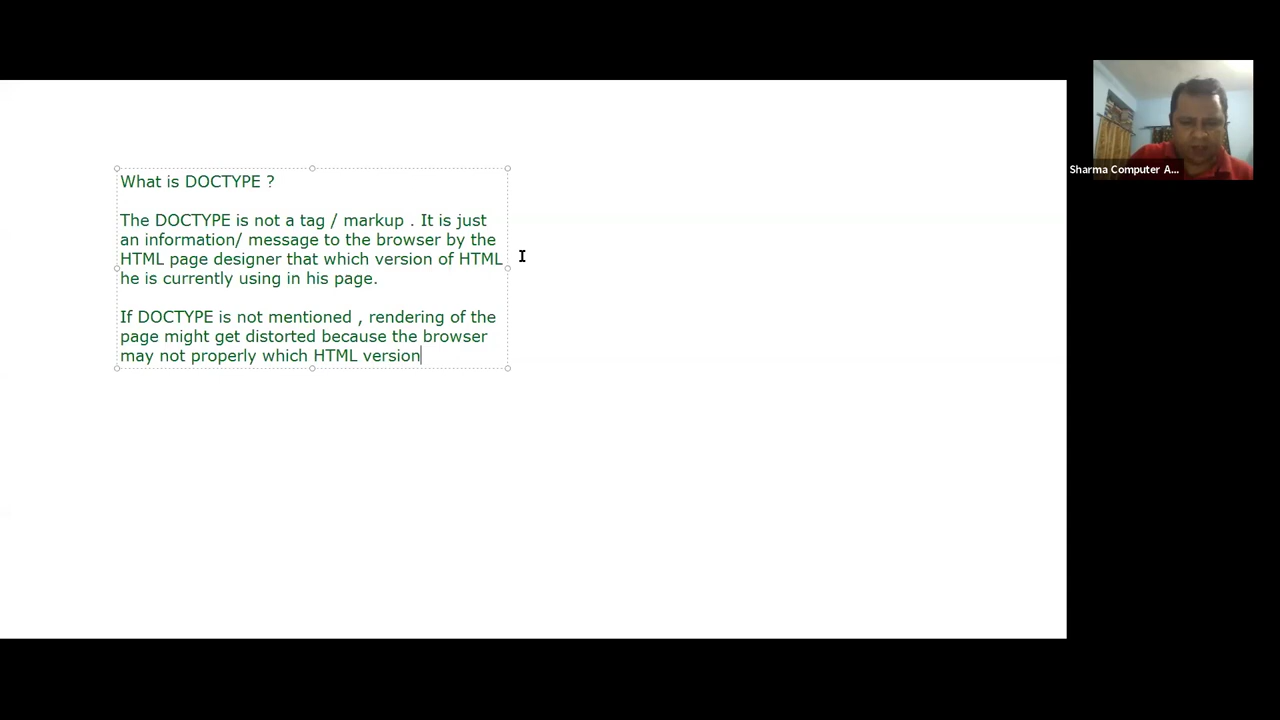 What is DOCTYPE ?
The DOCTYPE is not a tag / markup . It is just
an information/ message to the browser by the
HTML page designer that which version of HTML
he is currently using in his page.
If DOCTYPE is not mentioned , rendering of the
page might get distorted because the browser
may not properly which HTML version
Sharma Computer A...